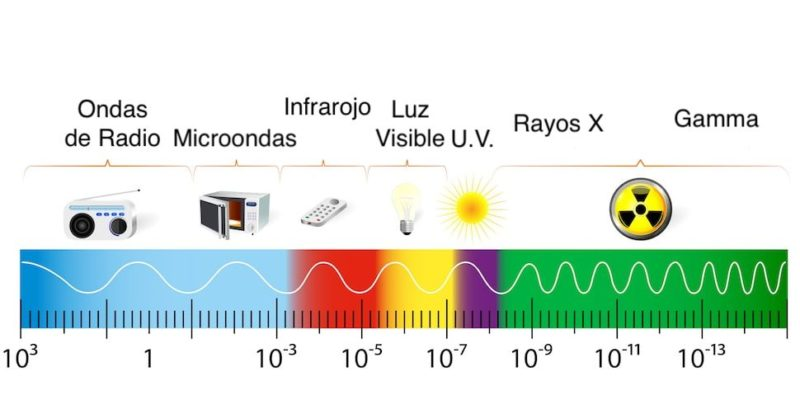 Ondas
de Radio
Microondas
Infrarojo
Luz
Visible
U.V.
Rayos X
Gamma
10³
1
10⁻³
10⁻⁵
10⁻⁷
10⁻⁹
10⁻¹¹
10⁻¹³